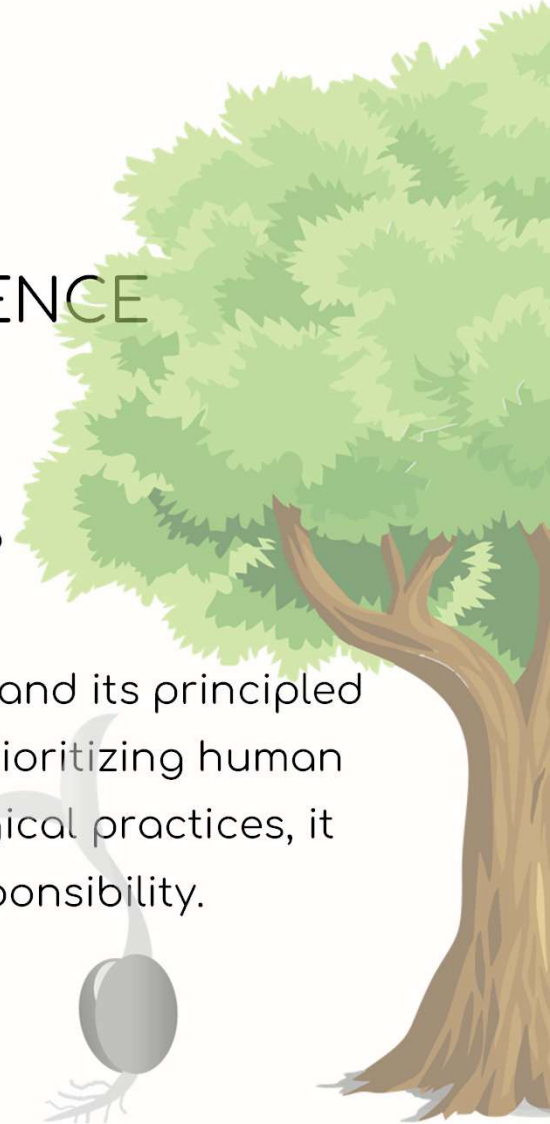 ENCE
and its principled
ioritizing human
ical practices, it
ponsibility.